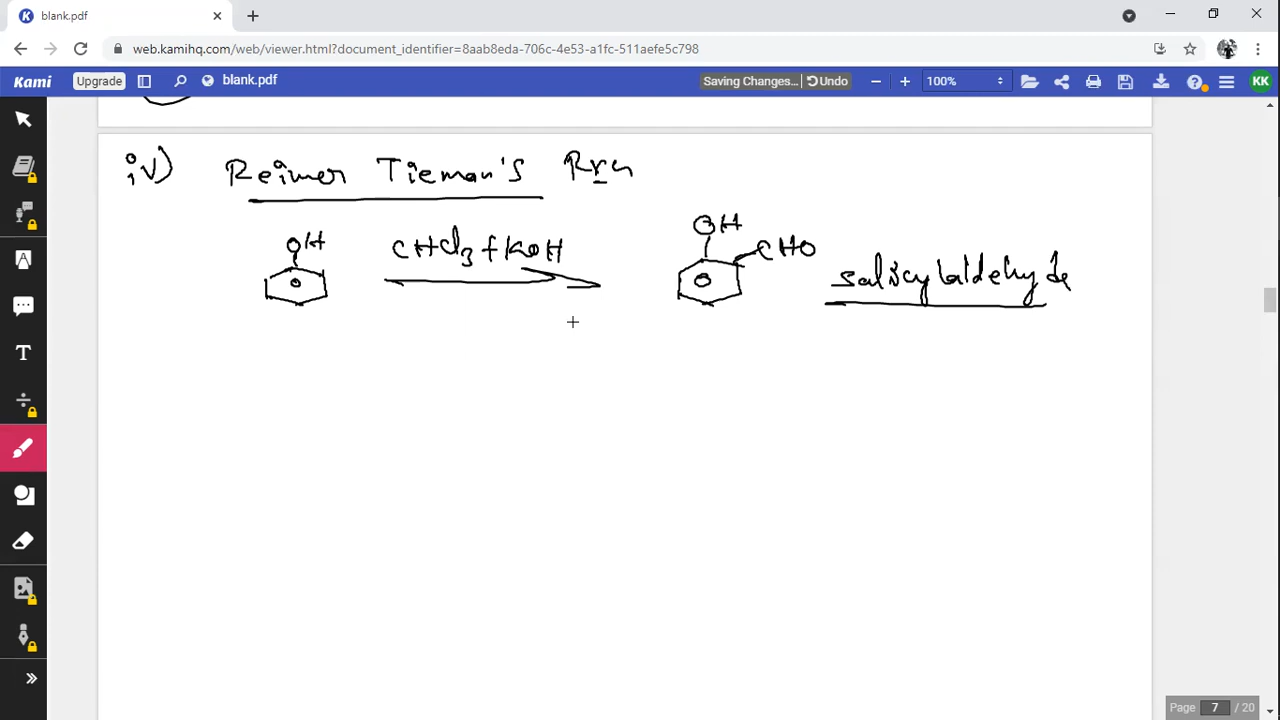 blank.pdf
web.kamihq.com/web/viewer.html?document_identifier=8aab8eda-706c-4e53-a1fc-511aefe5c798
Kami Upgrade blank.pdf Saving Changes... Undo 100% KK
iv) Reimer Tieman's Rxn
OH CHCl3 + KOH OH CHO salicylaldehyde
Page 7 / 20